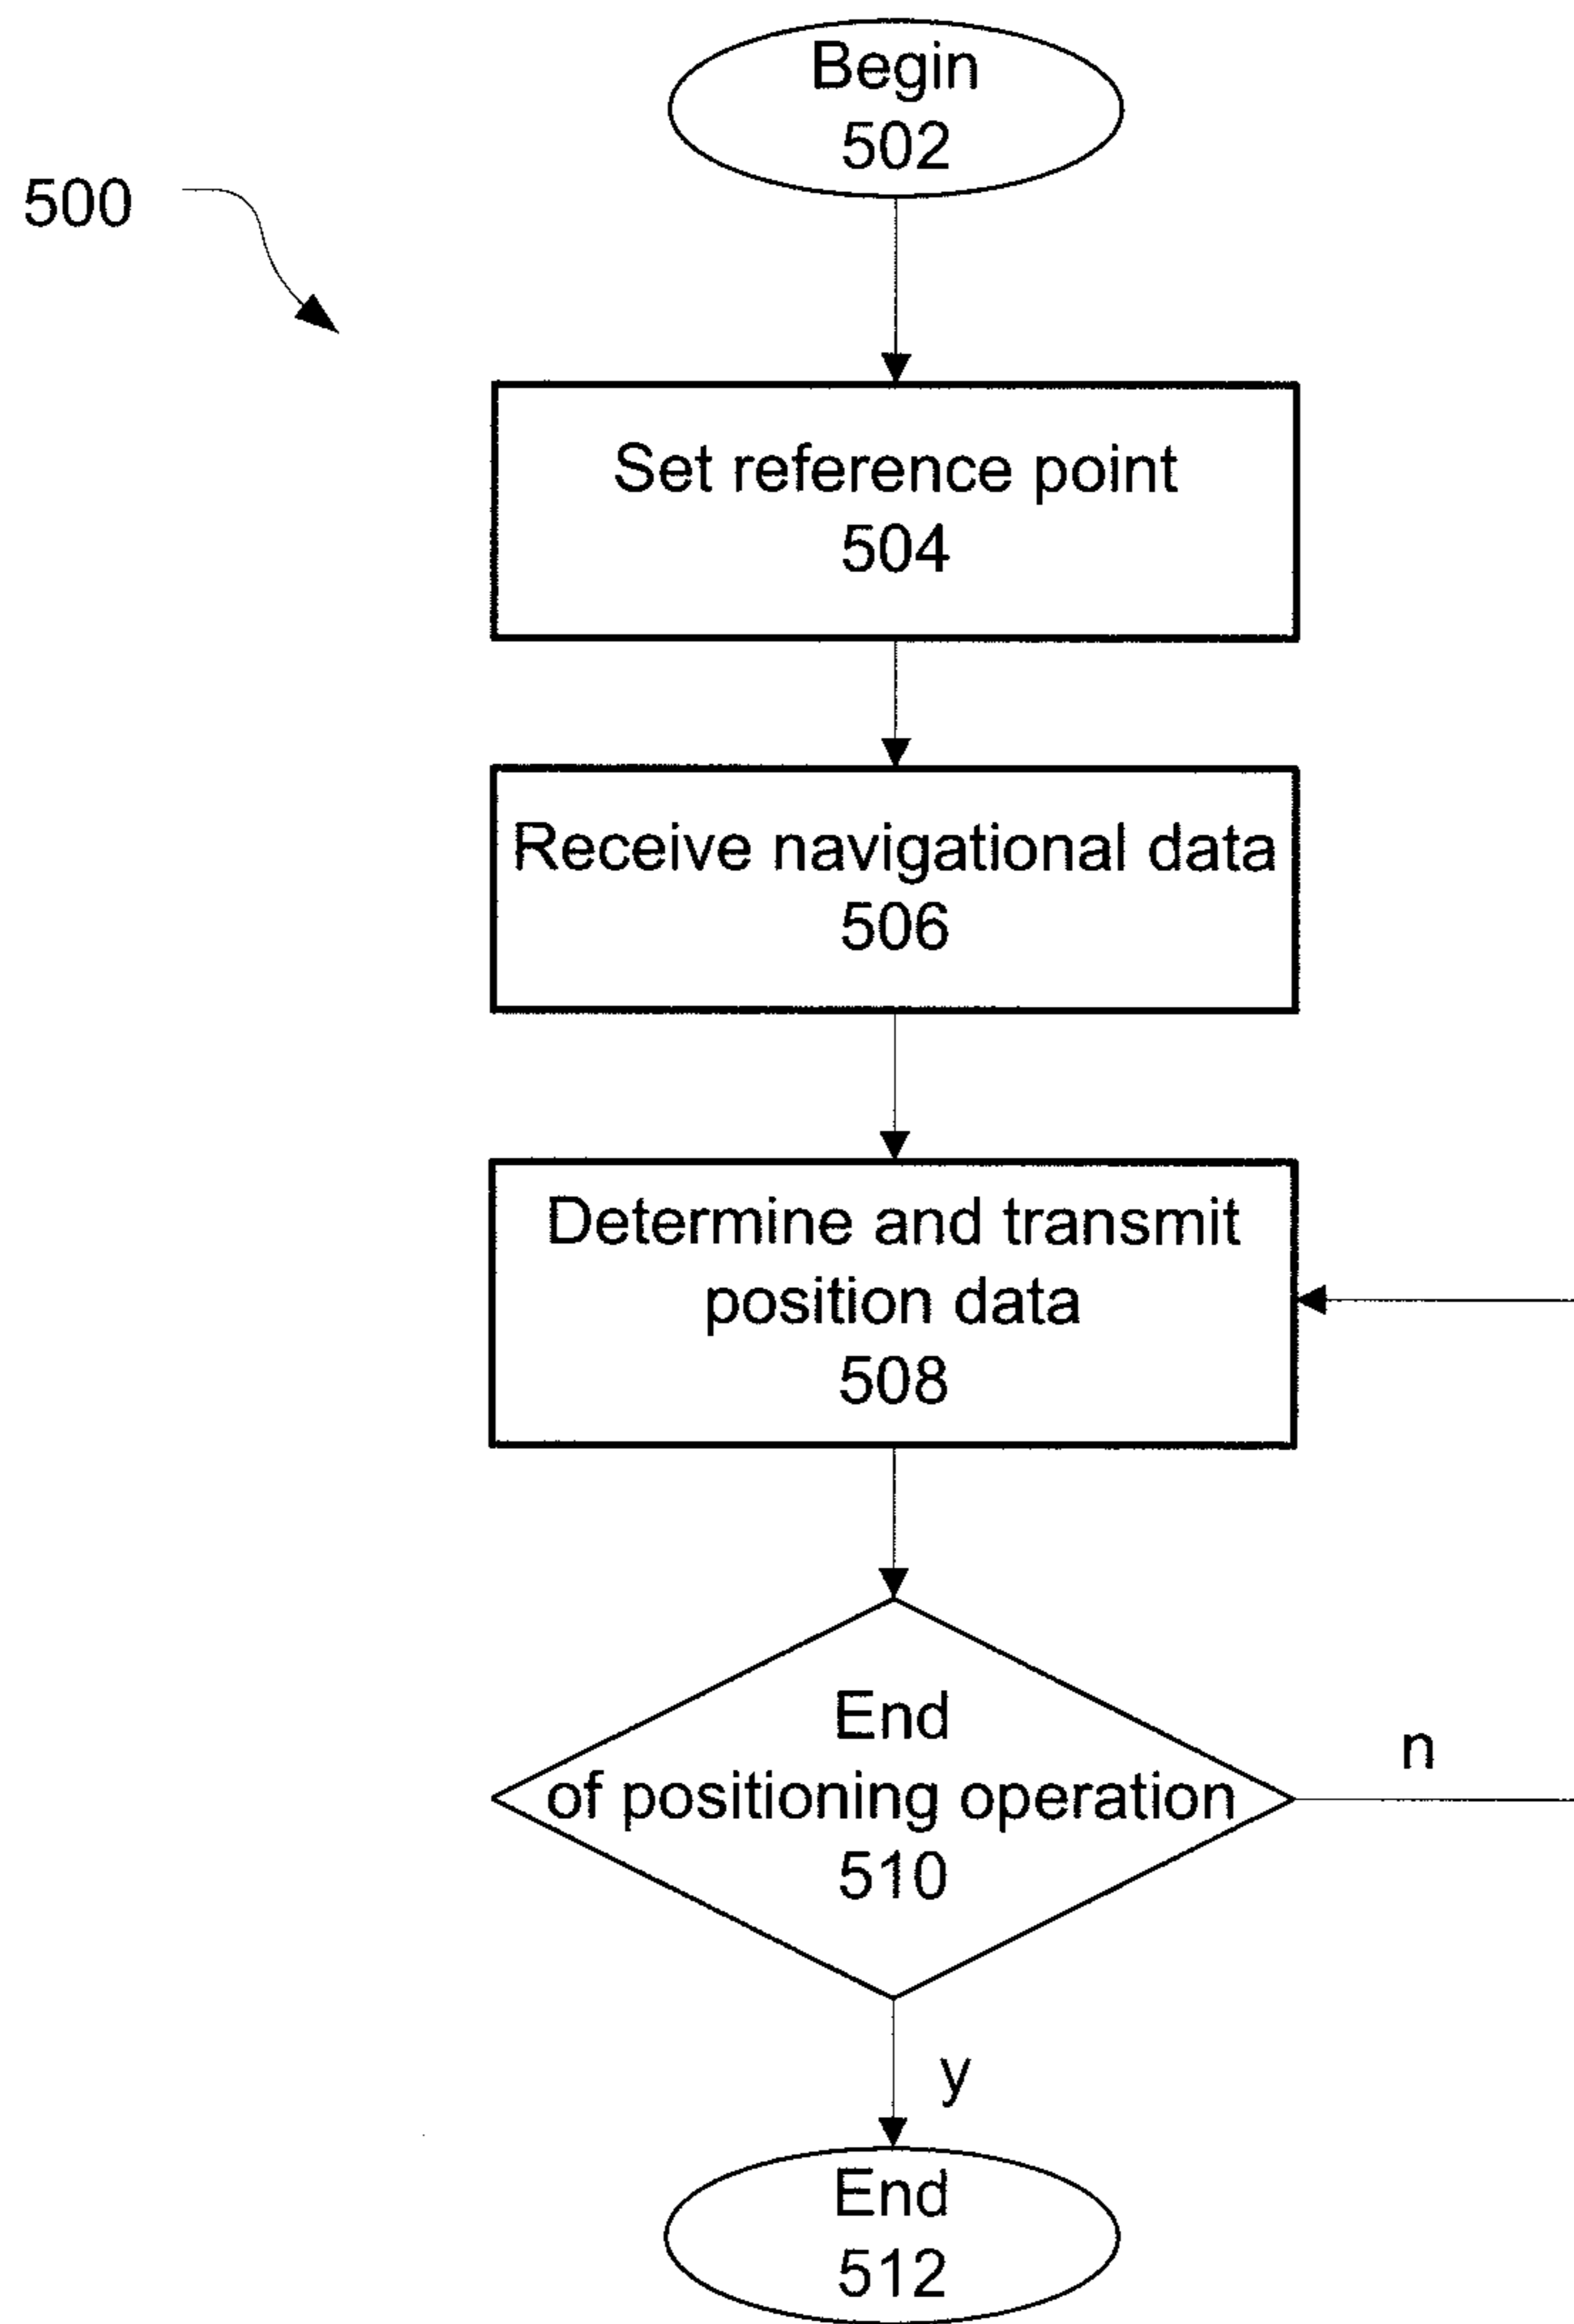 Begin
502
500
Set reference point
504
Receive navigational data
506
Determine and transmit
position data
508
End
of positioning operation
510
n
y
End
512